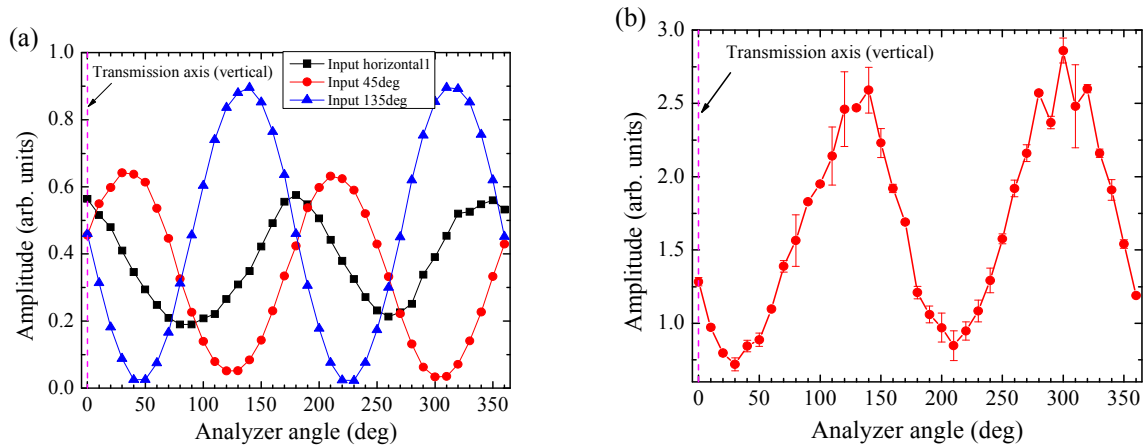 (a)
1.0
0.8
0.6
0.4
0.2
0.0
Amplitude (arb. units)
Transmission axis (vertical)
Input horizontal1
Input 45deg
Input 135deg
0 50 100 150 200 250 300 350
Analyzer angle (deg)
(b)
3.0
2.5
2.0
1.5
1.0
Amplitude (arb. units)
Transmission axis (vertical)
0 50 100 150 200 250 300 350
Analyzer angle (deg)